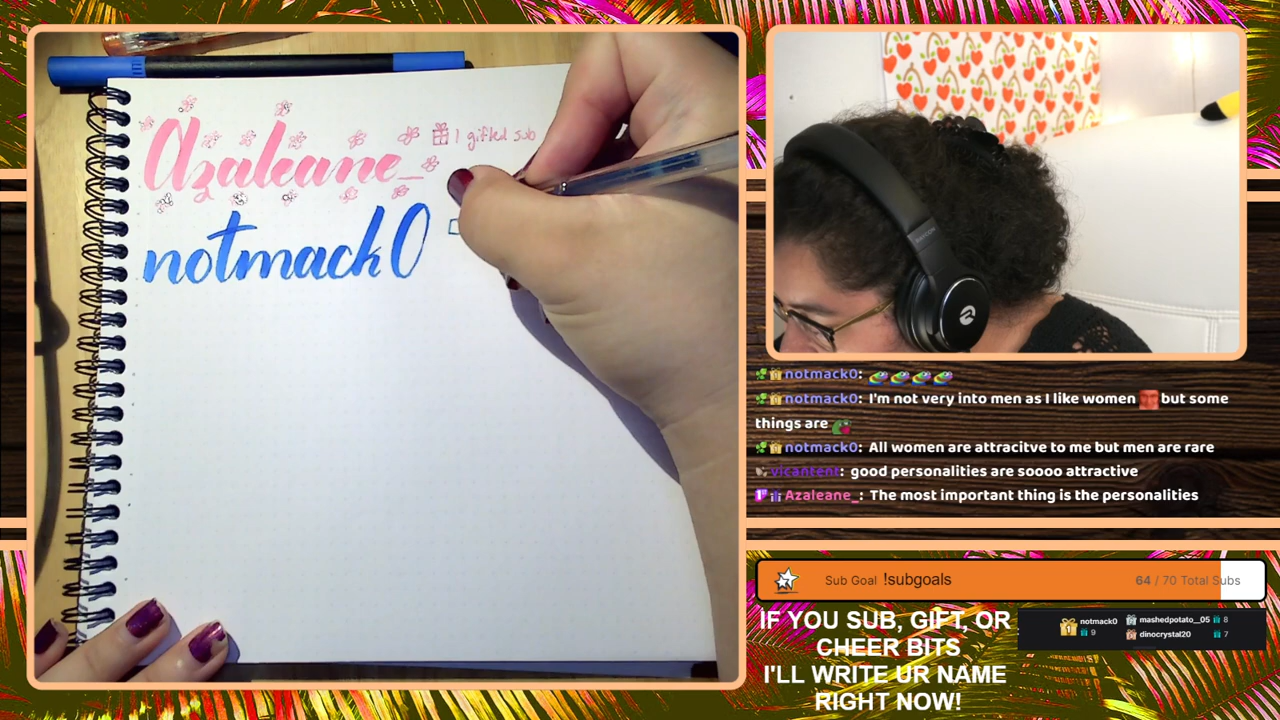 Azaleane_
1 gifted sub
notmack0
notmack0:
notmack0: I'm not very into men as I like women but some
things are
notmack0: All women are attracitve to me but men are rare
vicantent: good personalities are soooo attractive
Azaleane_: The most important thing is the personalities
Sub Goal !subgoals
64 / 70 Total Subs
IF YOU SUB, GIFT, OR
CHEER BITS
I'LL WRITE UR NAME
RIGHT NOW!
1 notmack0
9
mashedpotato__05 8
dinocrystal20 7